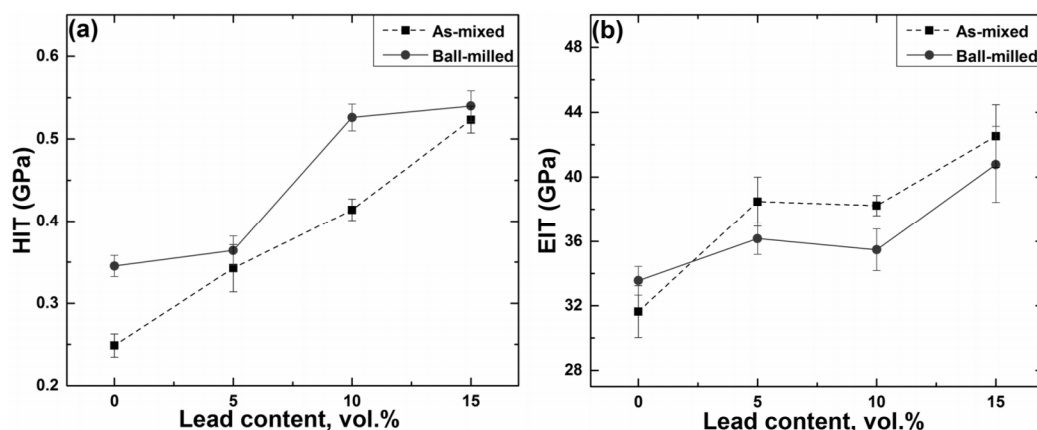 (a)
As-mixed
Ball-milled
0.6
0.5
0.4
0.3
0.2
HIT (GPa)
0 5 10 15
Lead content, vol.%
(b)
As-mixed
Ball-milled
48
44
40
36
32
28
EIT (GPa)
0 5 10 15
Lead content, vol.%